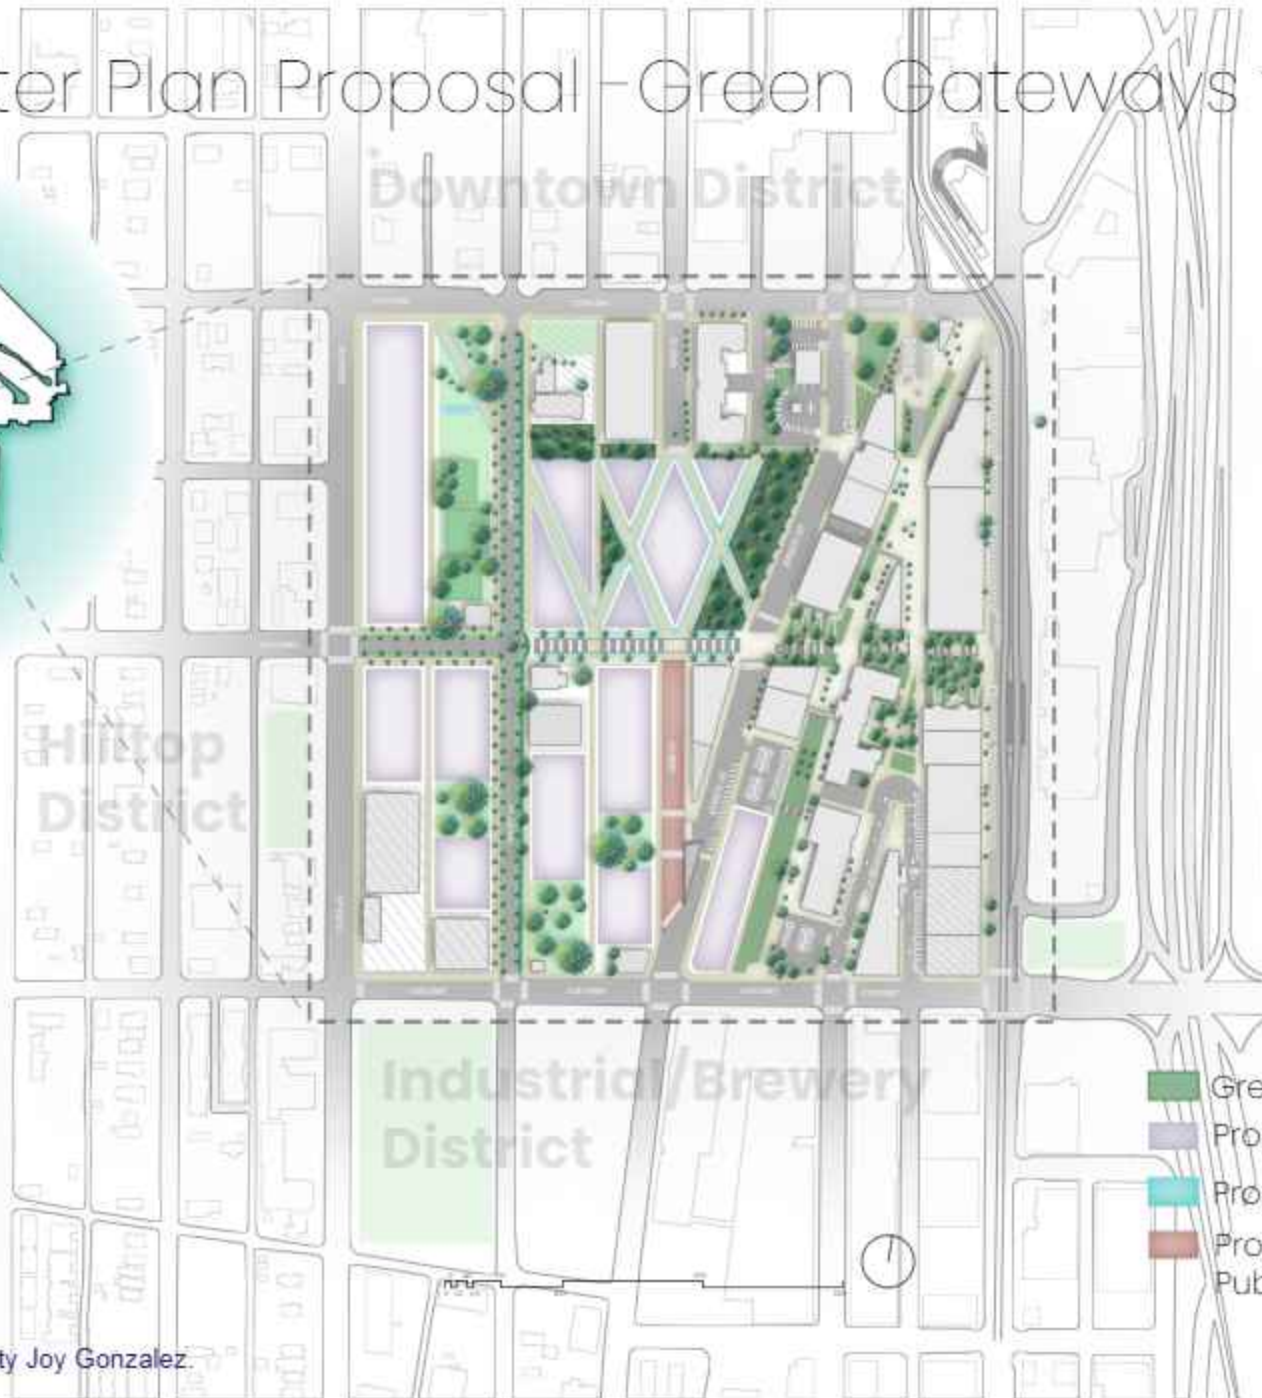 ter Plan Proposal - Green Gateways
Downtown District
Hilltop
District
Industrial/Brewery
District
Gre
Pro
Pro
Pro
Pub
ty Joy Gonzalez.